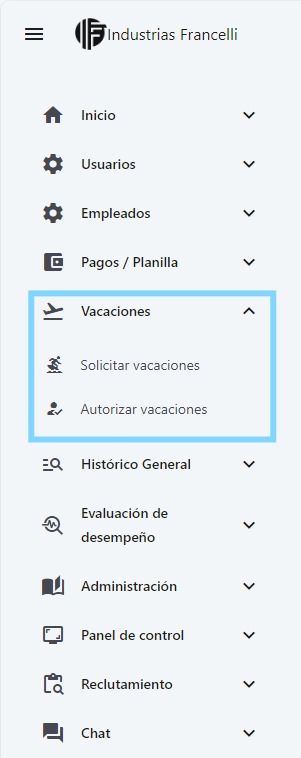 Industrias Francelli
Inicio
Usuarios
Empleados
Pagos / Planilla
Vacaciones
Solicitar vacaciones
Autorizar vacaciones
Histórico General
Evaluación de
desempeño
Administración
Panel de control
Reclutamiento
Chat